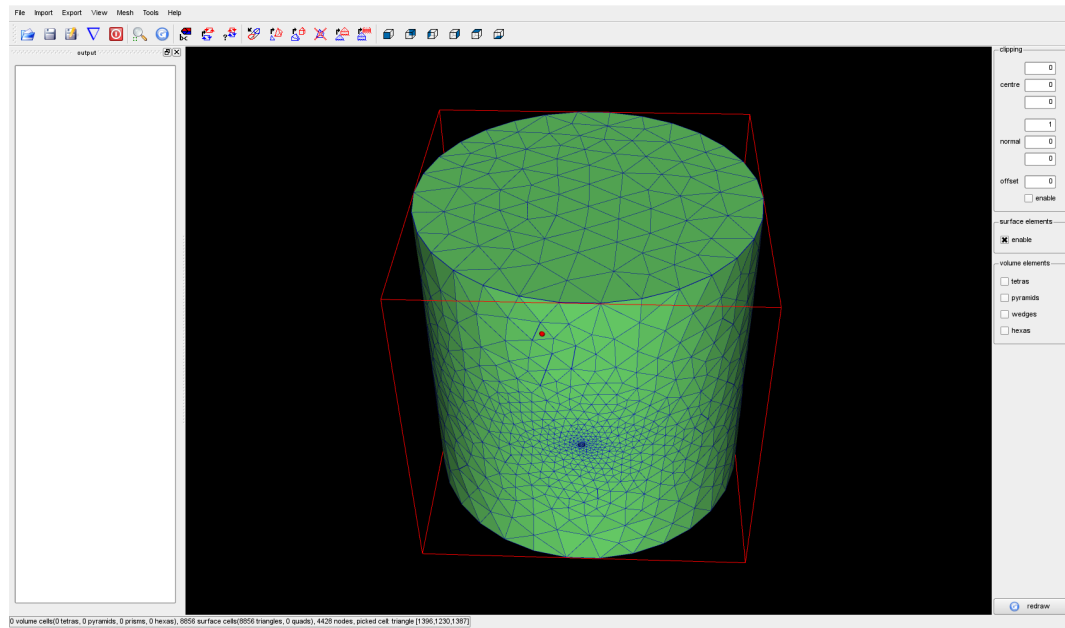 File Import Export View Mesh Tools Help
output
clipping
0
centre 0
0
1
normal 0
0
offset 0
enable
surface elements
enable
volume elements
tetras
pyramids
wedges
hexas
redraw
0 volume cells(0 tetras, 0 pyramids, 0 prisms, 0 hexas), 8856 surface cells(8856 triangles, 0 quads), 4428 nodes, picked cell: triangle [1396,1230,1387]